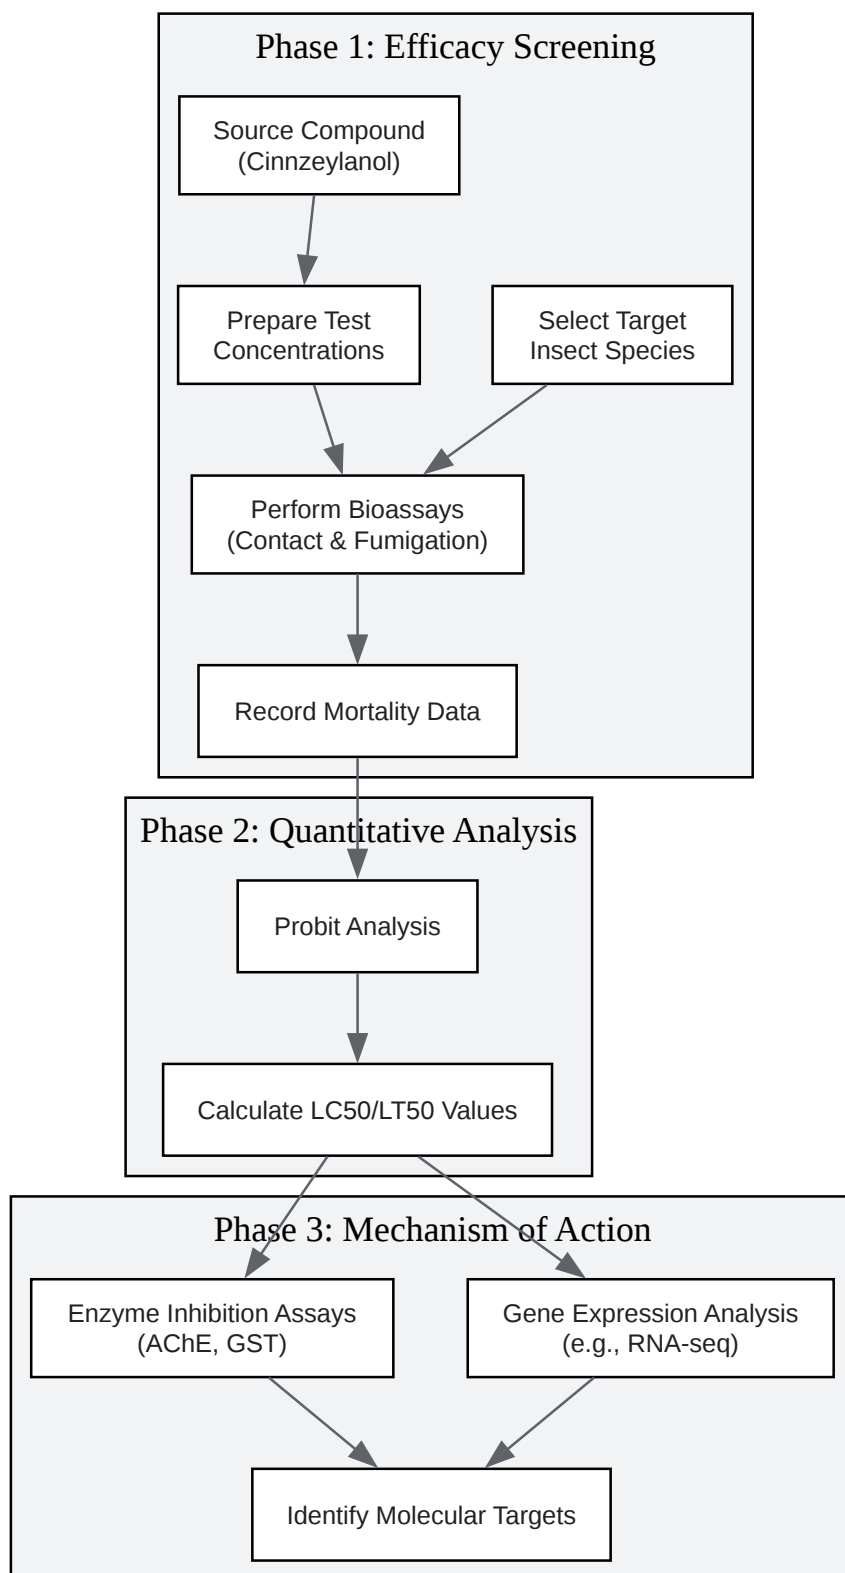 Phase 1: Efficacy Screening
Source Compound
(Cinnzeylanol)
Prepare Test
Concentrations
Select Target
Insect Species
Perform Bioassays
(Contact & Fumigation)
Record Mortality Data
Phase 2: Quantitative Analysis
Probit Analysis
Calculate LC50/LT50 Values
Phase 3: Mechanism of Action
Enzyme Inhibition Assays
(AChE, GST)
Gene Expression Analysis
(e.g., RNA-seq)
Identify Molecular Targets